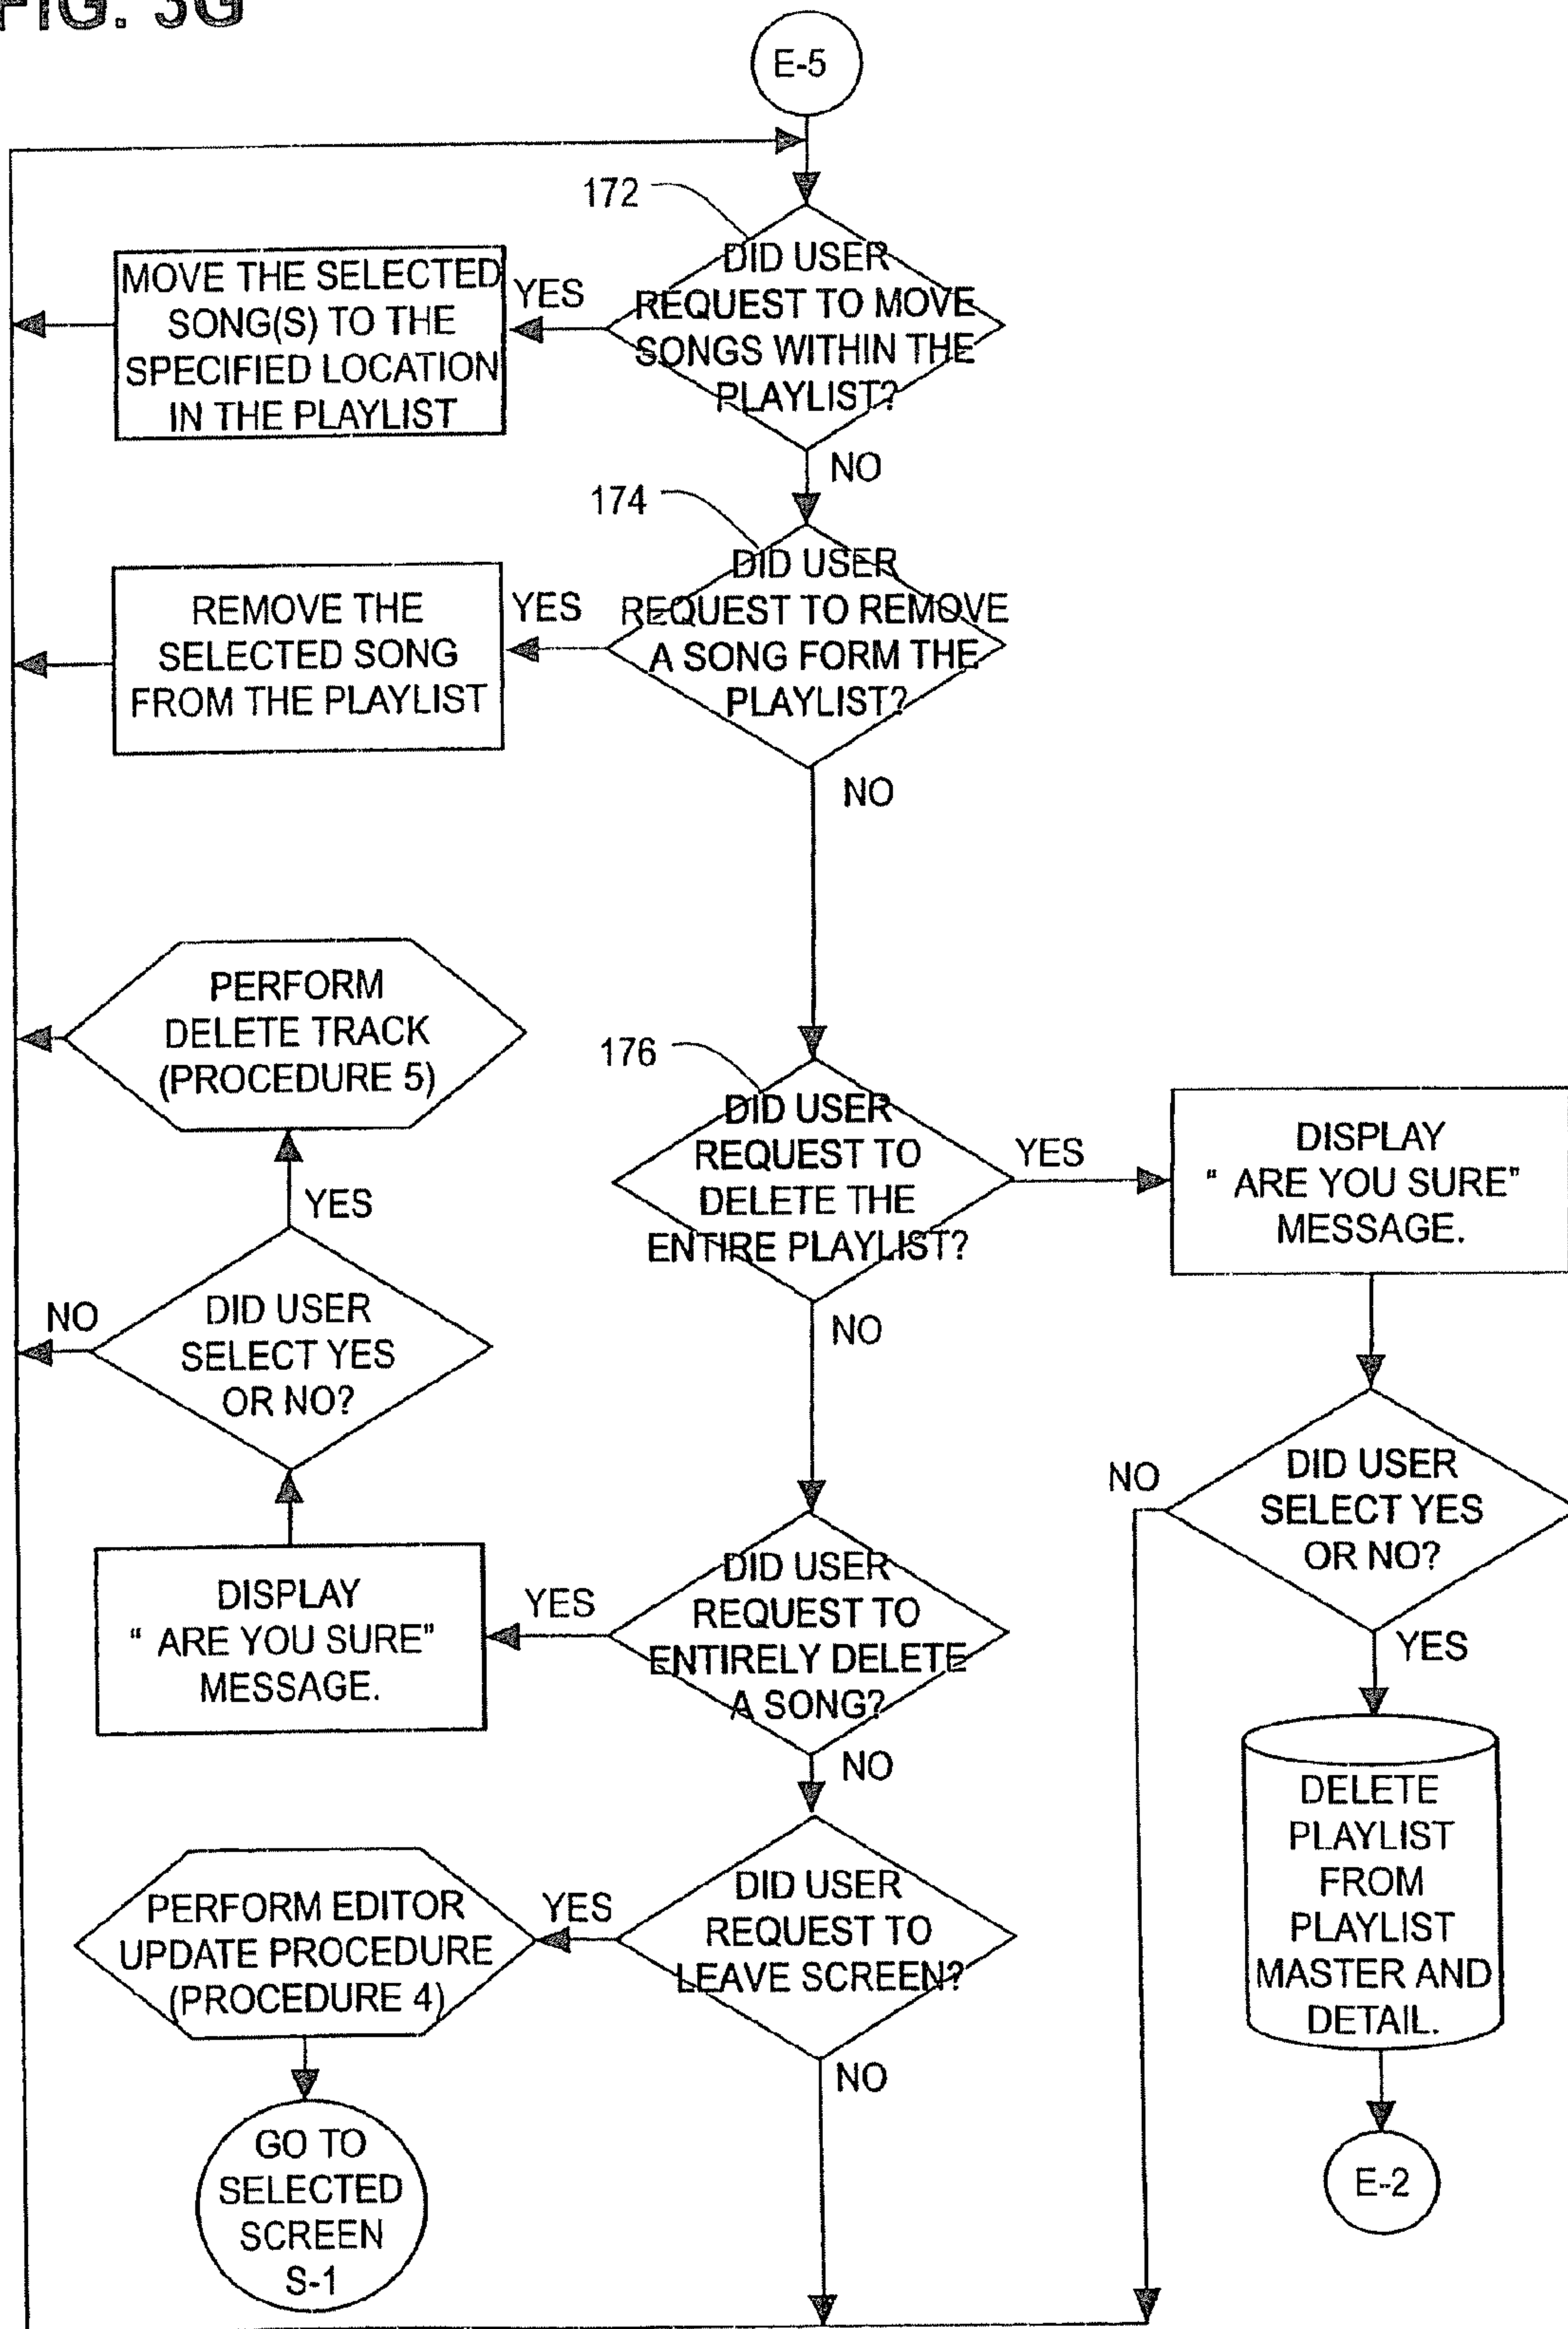 FIG. 3G
E-5
172
DID USER
REQUEST TO MOVE
SONGS WITHIN THE
PLAYLIST?
YES
MOVE THE SELECTED
SONG(S) TO THE
SPECIFIED LOCATION
IN THE PLAYLIST
NO
174
DID USER
REQUEST TO REMOVE
A SONG FORM THE
PLAYLIST?
YES
REMOVE THE
SELECTED SONG
FROM THE PLAYLIST
NO
176
DID USER
REQUEST TO
DELETE THE
ENTIRE PLAYLIST?
YES
DISPLAY
" ARE YOU SURE"
MESSAGE.
DID USER
SELECT YES
OR NO?
NO
YES
DELETE
PLAYLIST
FROM
PLAYLIST
MASTER AND
DETAIL.
E-2
NO
DID USER
REQUEST TO
ENTIRELY DELETE
A SONG?
YES
DISPLAY
" ARE YOU SURE"
MESSAGE.
DID USER
SELECT YES
OR NO?
NO
YES
PERFORM
DELETE TRACK
(PROCEDURE 5)
NO
DID USER
REQUEST TO
LEAVE SCREEN?
YES
PERFORM EDITOR
UPDATE PROCEDURE
(PROCEDURE 4)
GO TO
SELECTED
SCREEN
S-1
NO